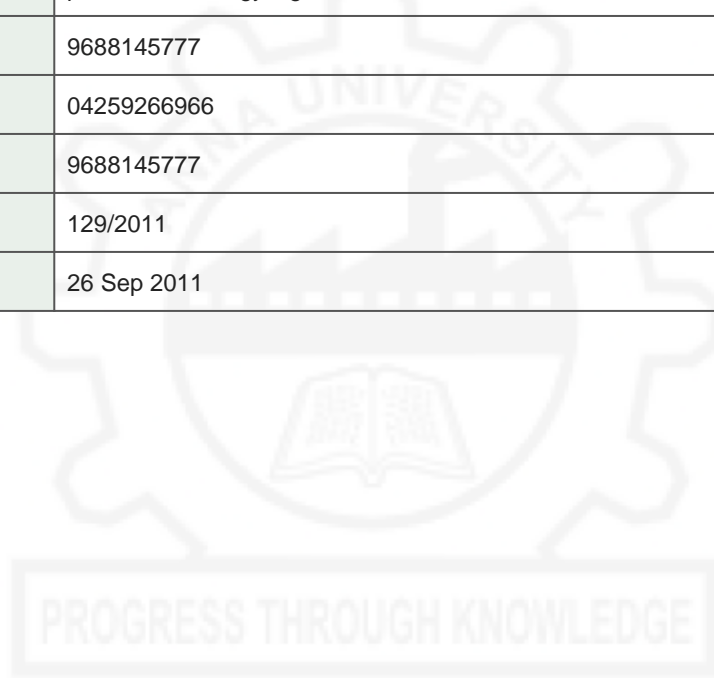 9688145777
04259266966
9688145777
129/2011
26 Sep 2011
ANNA UNIVERSITY
PROGRESS THROUGH KNOWLEDGE